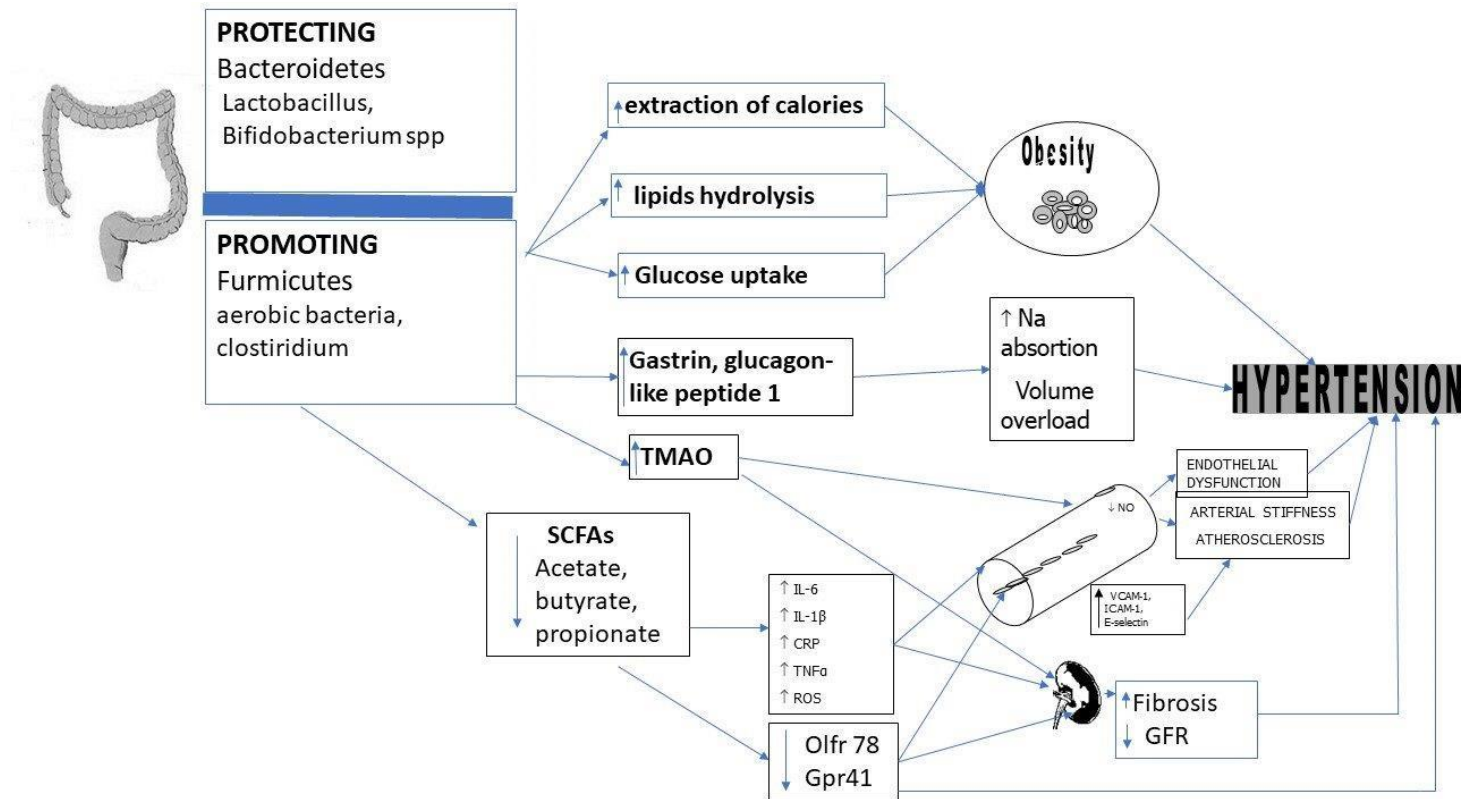 PROTECTING
Bacteroidetes
Lactobacillus,
Bifidobacterium spp
PROMOTING
Furmicutes
aerobic bacteria,
clostiridium
↑extraction of calories
↑ lipids hydrolysis
↑ Glucose uptake
Obesity
↑ Gastrin, glucagon-
like peptide 1
↑ Na
absortion
Volume
overload
HYPERTENSION
↑ TMAO
↓ SCFAs
Acetate,
butyrate,
propionate
↑ IL-6
↑ IL-1β
↑ CRP
↑ TNFα
↑ ROS
↓ Olfr 78
Gpr41
↓ NO
ENDOTHELIAL
DYSFUNCTION
ARTERIAL STIFFNESS
ATHEROSCLEROSIS
↑ VCAM-1,
ICAM-1,
E-selectin
↑ Fibrosis
↓ GFR